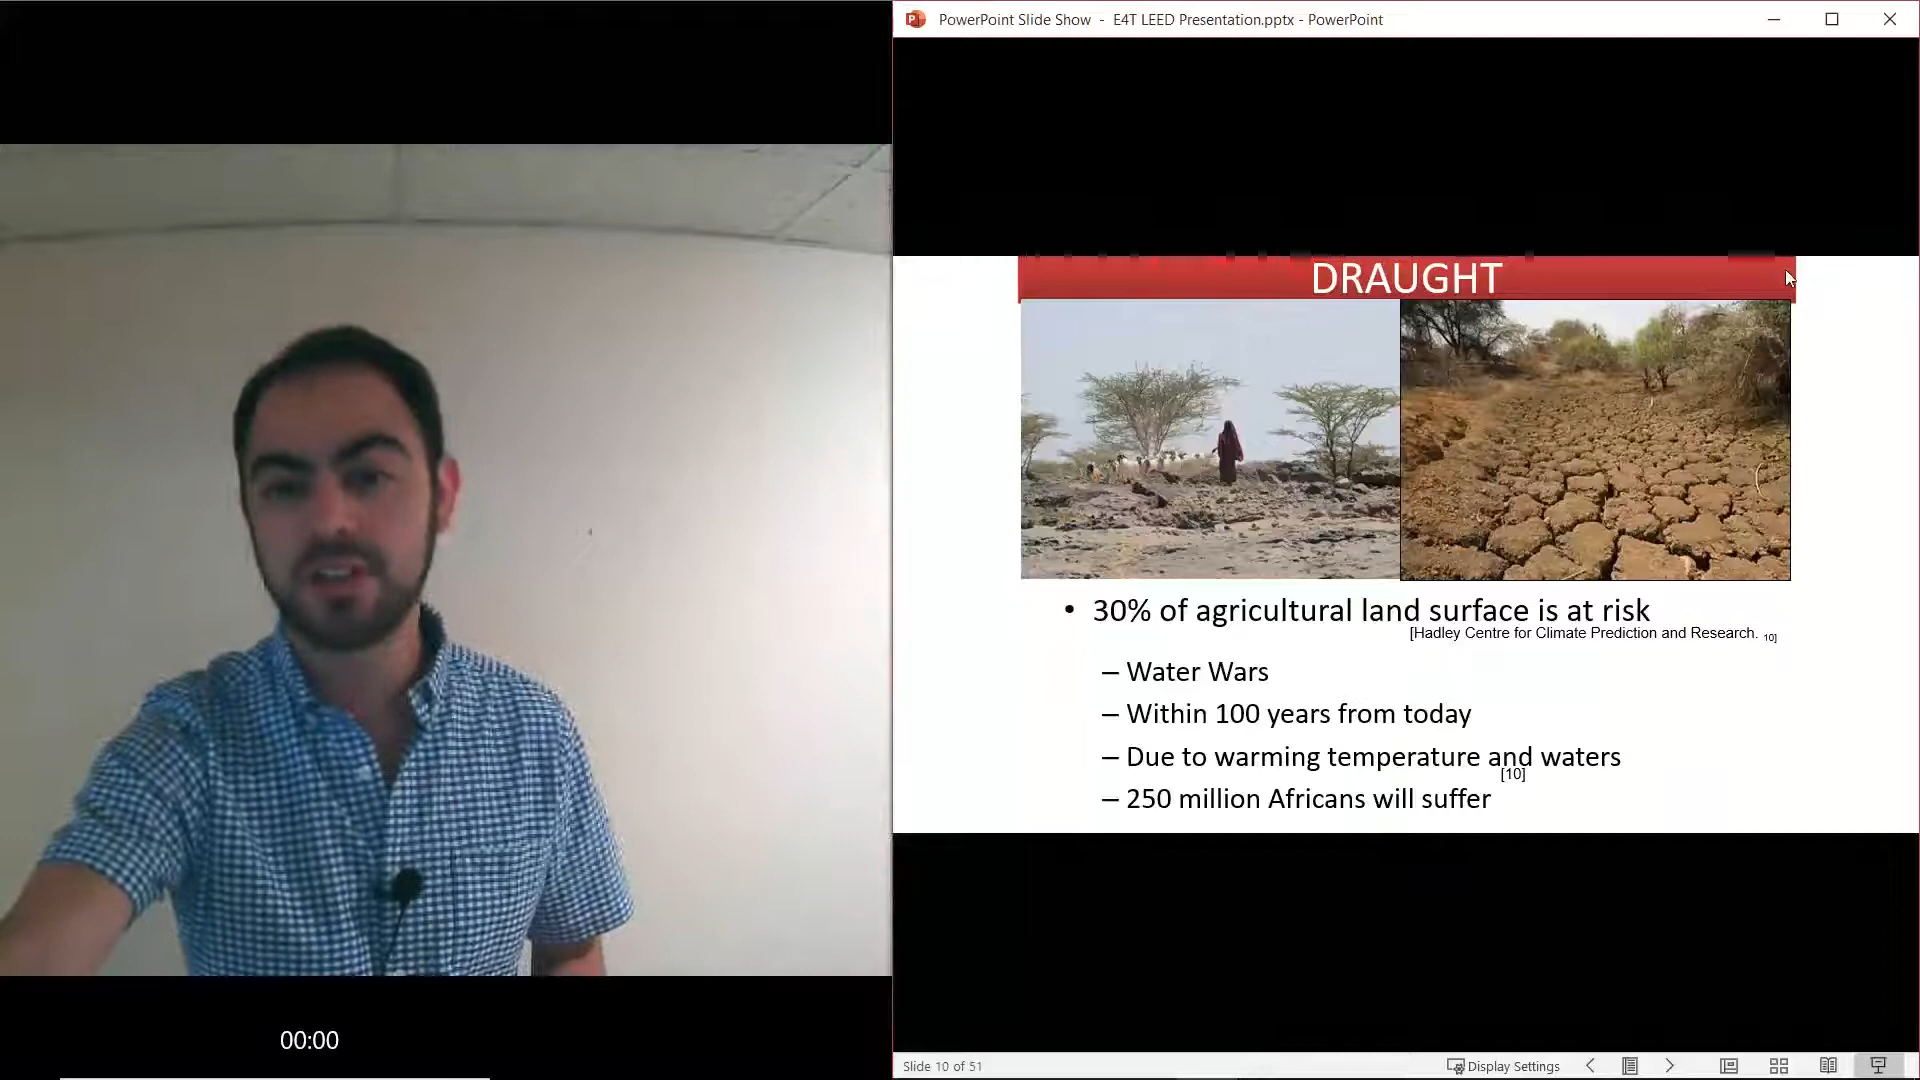 PowerPoint Slide Show - E4T LEED Presentation.pptx - PowerPoint
DRAUGHT
• 30% of agricultural land surface is at risk
[Hadley Centre for Climate Prediction and Research. 10]
– Water Wars
– Within 100 years from today
– Due to warming temperature and waters
[10]
– 250 million Africans will suffer
00:00
Slide 10 of 51
Display Settings